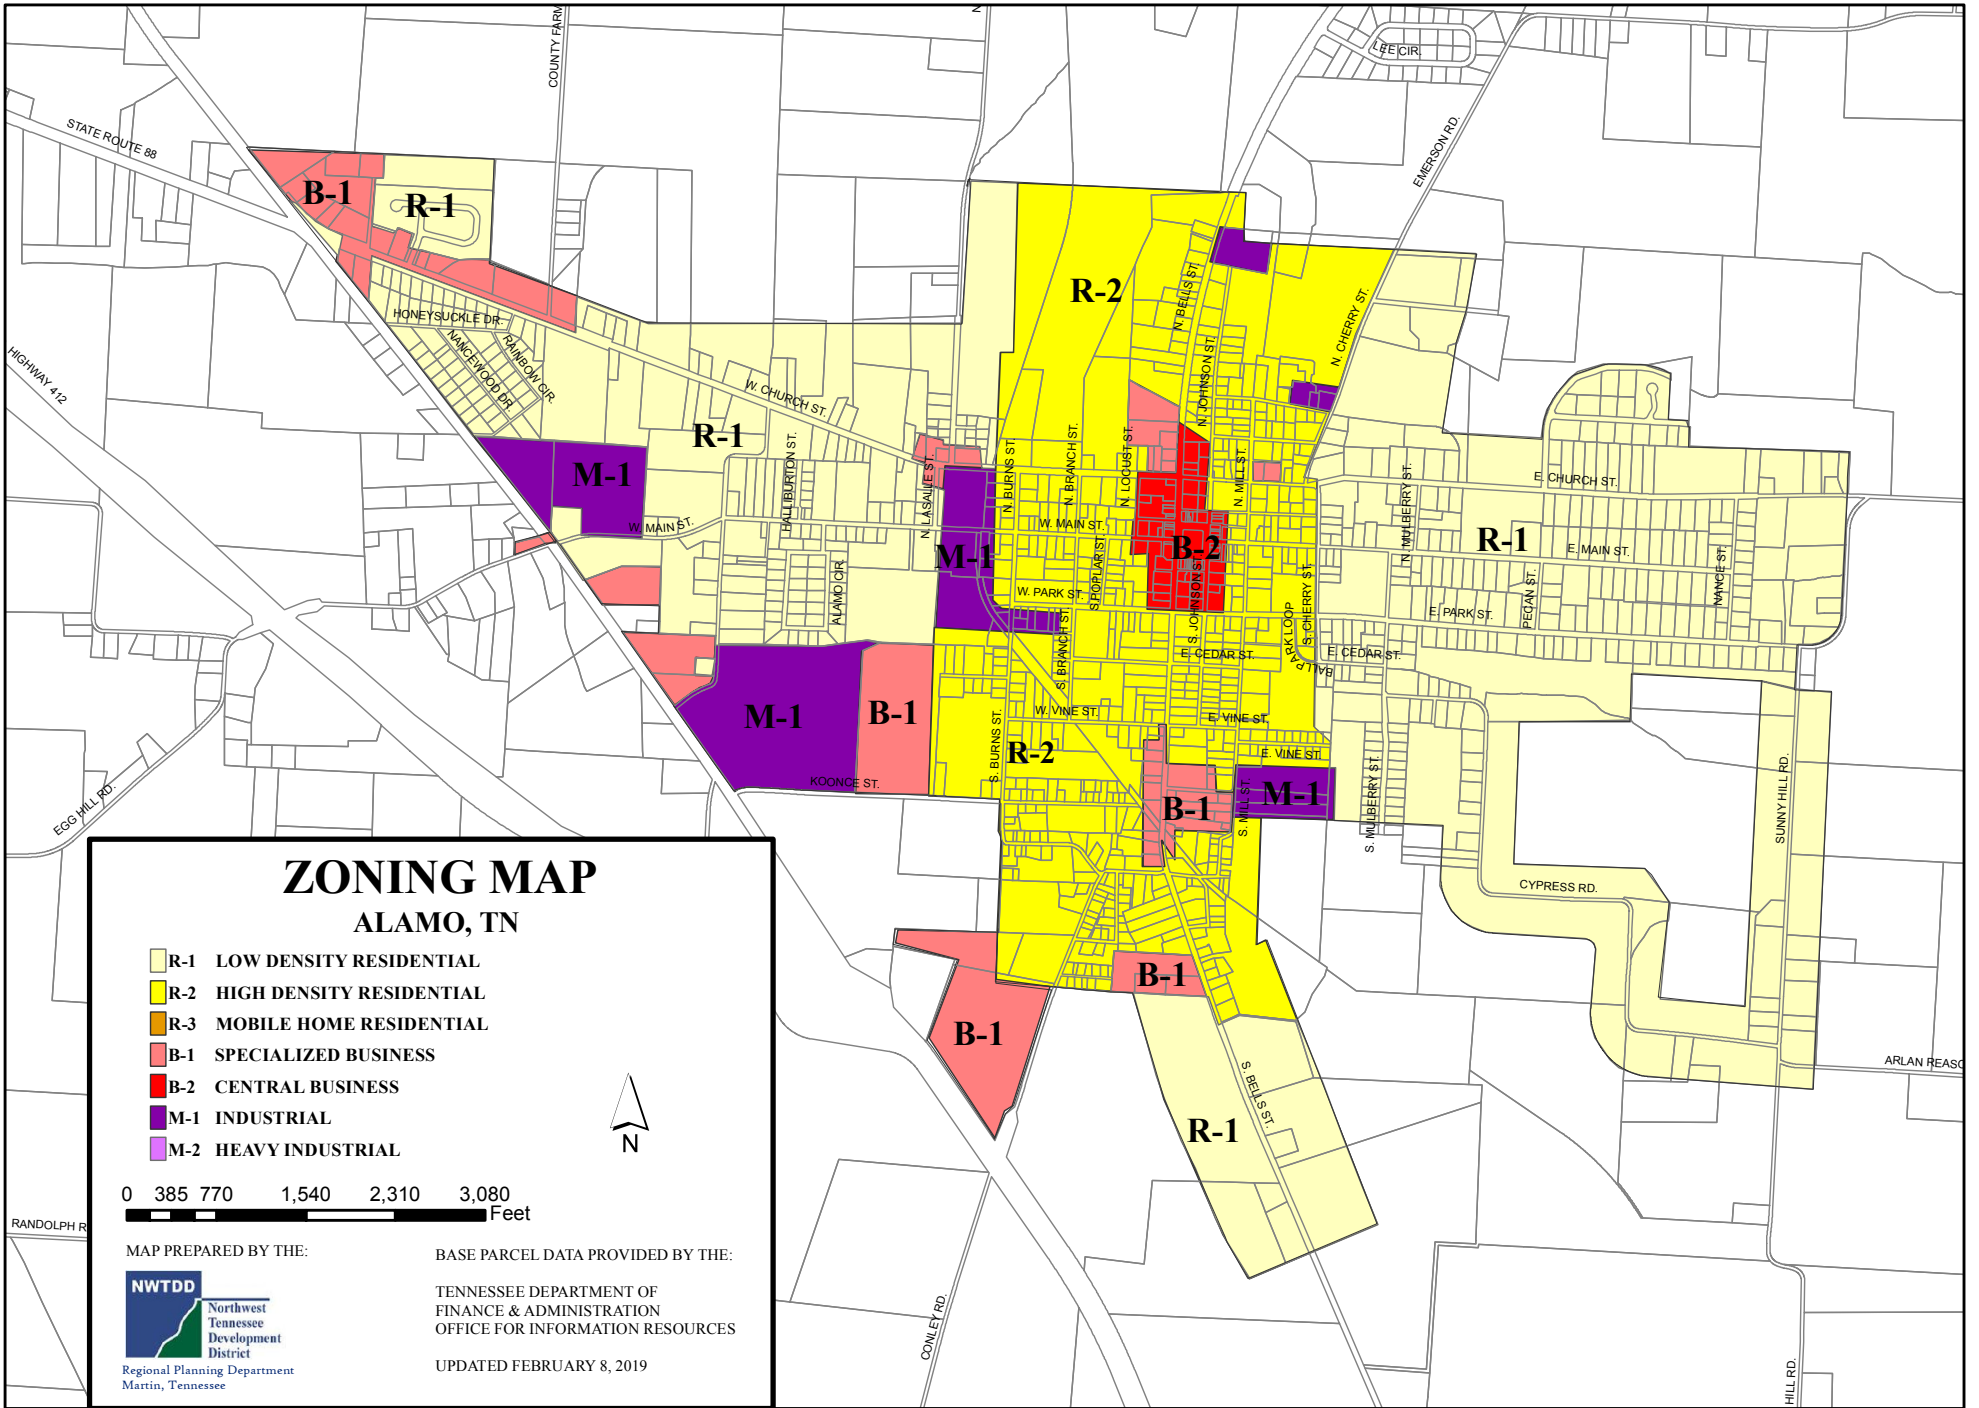 N
COUNTY FARM
LEE CIR.
STATE ROUTE 88
EMERSON RD.
B-1
R-1
R-2
N. BELLS ST.
HONEYSUCKLE DR.
NANCEWOOD DR.
RAINBOW CIR.
HIGHWAY 412
N. CHERRY ST.
N. JOHNSON ST.
W. CHURCH ST.
R-1
HALLIBURTON ST.
N. LASALLE ST.
N. BURNS ST.
N. BRANCH ST.
N. LOCUST ST.
N. MILL ST.
N. MULBERRY ST.
E. CHURCH ST.
M-1
W. MAIN ST.
W. MAIN ST.
M-1
B-2
R-1
E. MAIN ST.
NANCE ST.
PECAN ST.
ALAMO CIR.
W. PARK ST.
S. POPLAR ST.
S. JOHNSON ST.
S. CHERRY ST.
E. PARK ST.
S. BRANCH ST.
E. CEDAR ST.
BALLPARK LOOP
E. CEDAR ST.
M-1
B-1
W. VINE ST.
E. VINE ST.
S. BURNS ST.
R-2
E. VINE ST.
KOONCE ST.
B-1
M-1
S. MILL ST.
S. MULBERRY ST.
SUNNY HILL RD.
EGG HILL RD.
CYPRESS RD.
B-1
B-1
S. BELLS ST.
R-1
ARLAN REASO
CONLEY RD.
HILL RD.
RANDOLPH R
ZONING MAP
ALAMO, TN
R-1 LOW DENSITY RESIDENTIAL
R-2 HIGH DENSITY RESIDENTIAL
R-3 MOBILE HOME RESIDENTIAL
B-1 SPECIALIZED BUSINESS
B-2 CENTRAL BUSINESS
M-1 INDUSTRIAL
M-2 HEAVY INDUSTRIAL
N
0 385 770 1,540 2,310 3,080
Feet
MAP PREPARED BY THE:
NWTDD
Northwest
Tennessee
Development
District
Regional Planning Department
Martin, Tennessee
BASE PARCEL DATA PROVIDED BY THE:
TENNESSEE DEPARTMENT OF
FINANCE & ADMINISTRATION
OFFICE FOR INFORMATION RESOURCES
UPDATED FEBRUARY 8, 2019